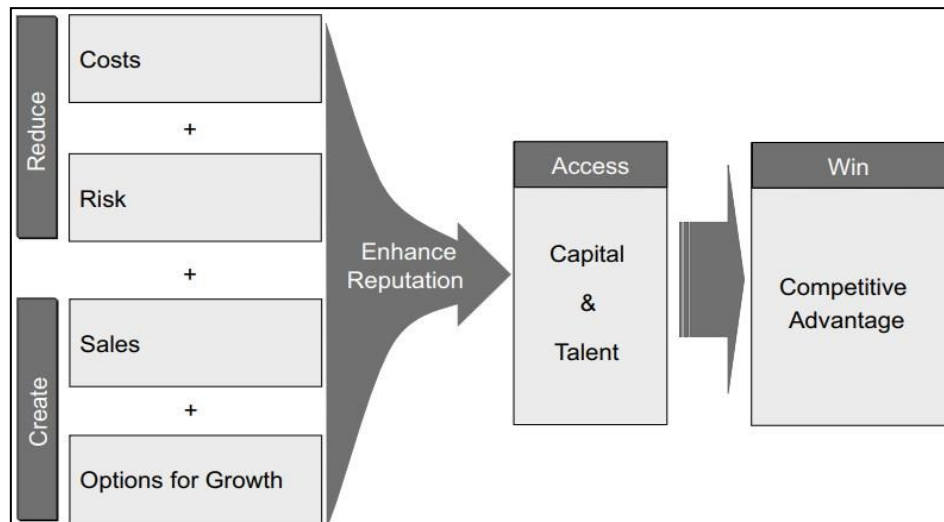 Reduce
Costs
+
Risk
+
Create
Sales
+
Options for Growth
Enhance
Reputation
Access
Capital
&
Talent
Win
Competitive
Advantage